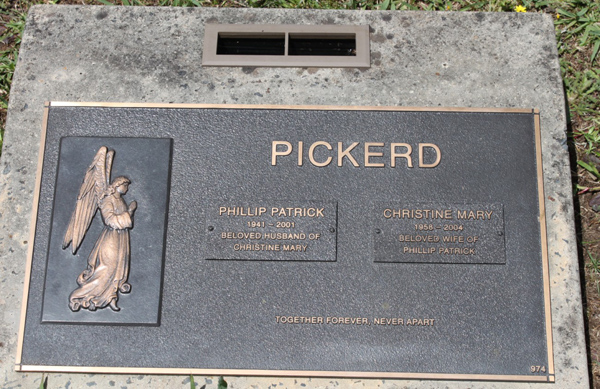 PICKERD
PHILLIP PATRICK
1941 - 2001
BELOVED HUSBAND OF
CHRISTINE MARY
CHRISTINE MARY
1958 - 2004
BELOVED WIFE OF
PHILLIP PATRICK
TOGETHER FOREVER, NEVER APART
974